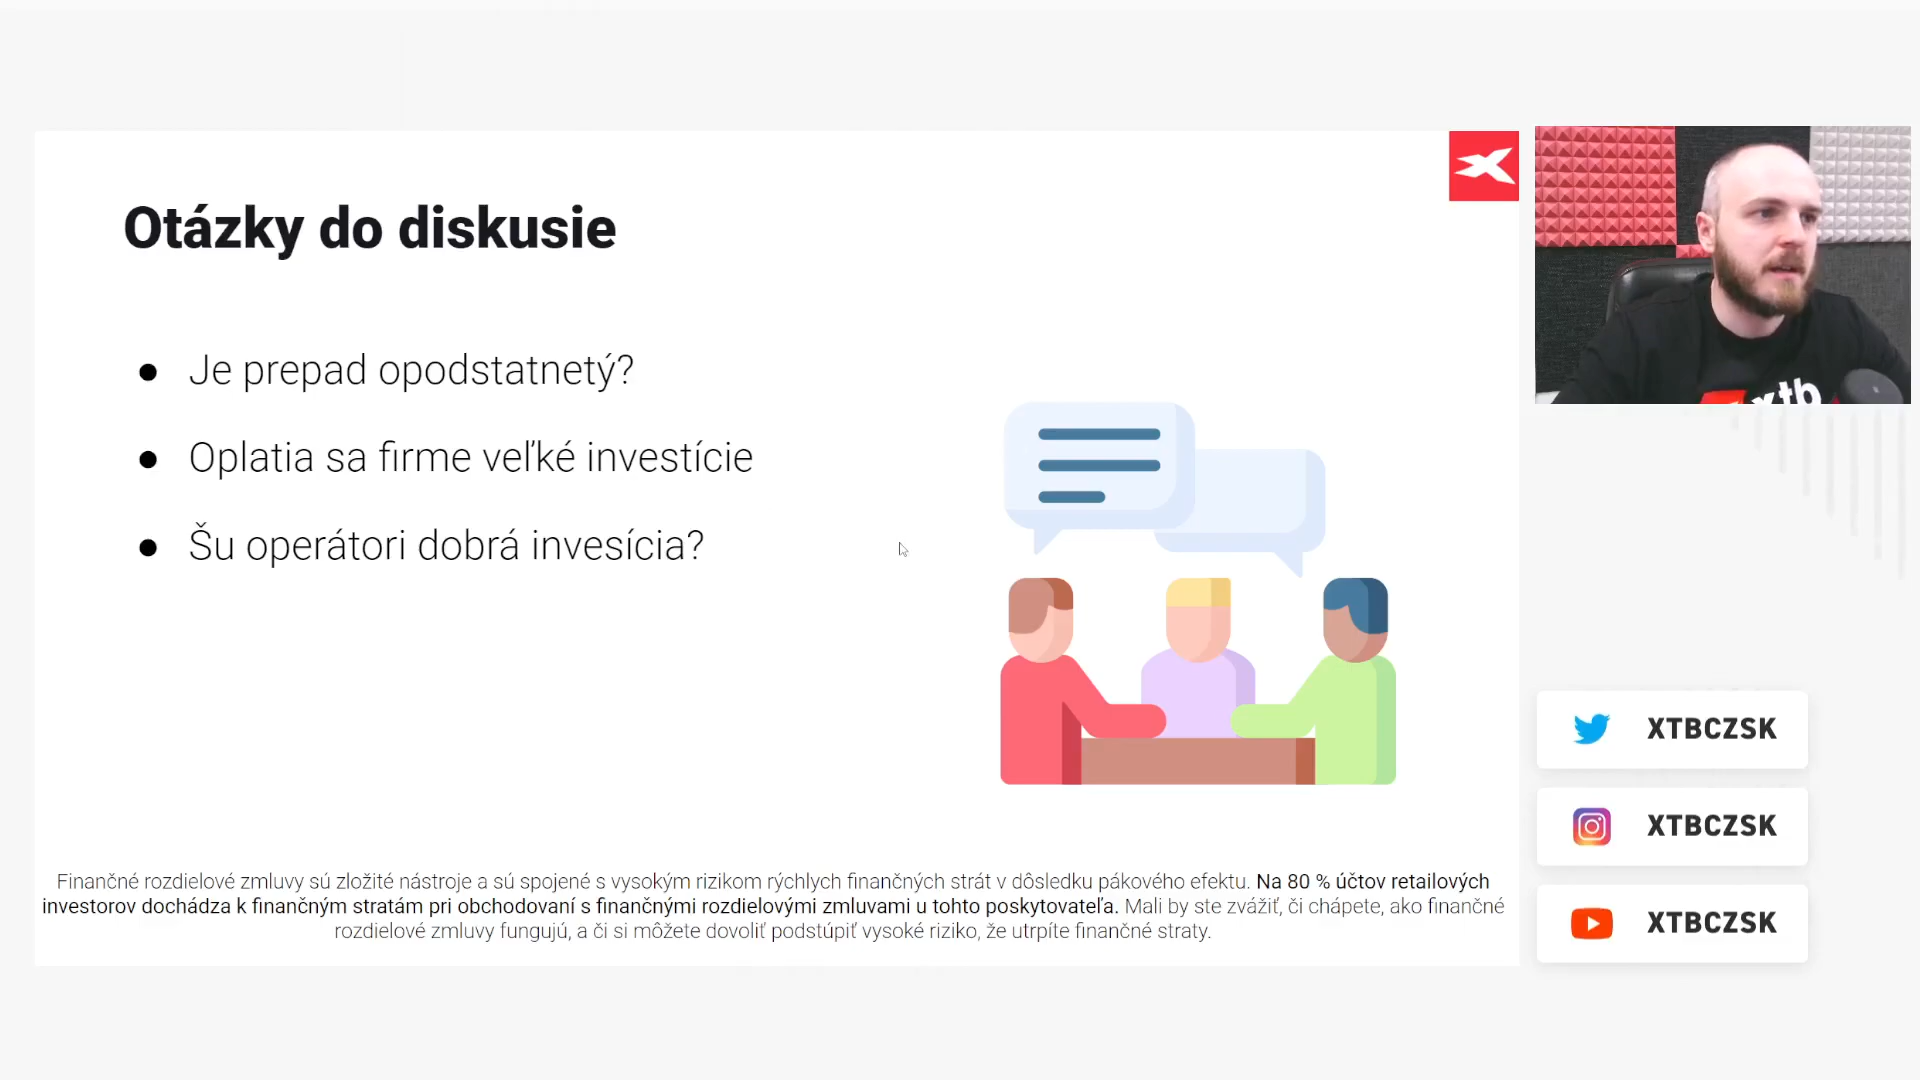 Otázky do diskusie
● Je prepad opodstatnetý?
● Oplatia sa firme veľké investície
● Šu operátori dobrá invesícia?
Finančné rozdielové zmluvy sú zložité nástroje a sú spojené s vysokým rizikom rýchlych finančných strát v dôsledku pákového efektu. Na 80 % účtov retailových
investorov dochádza k finančným stratám pri obchodovaní s finančnými rozdielovými zmluvami u tohto poskytovateľa. Mali by ste zvážiť, či chápete, ako finančné
rozdielové zmluvy fungujú, a či si môžete dovoliť podstúpiť vysoké riziko, že utrpíte finančné straty.
xtb
XTBCZSK
XTBCZSK
XTBCZSK